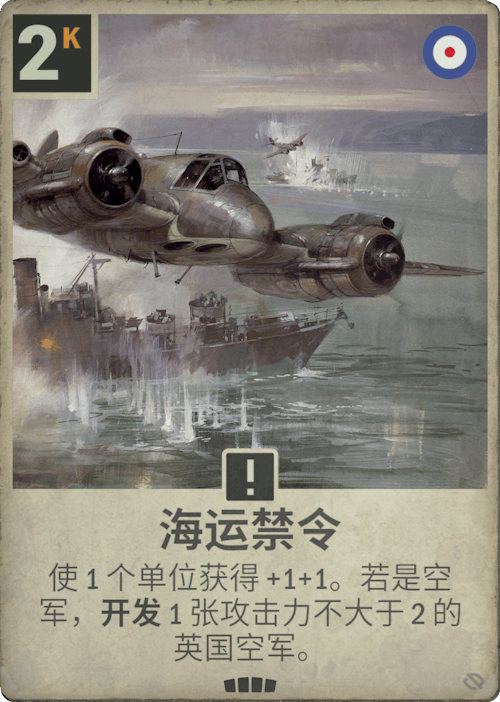 2K
海运禁令
使 1 个单位获得 +1+1。若是空
军，开发 1 张攻击力不大于 2 的
英国空军。